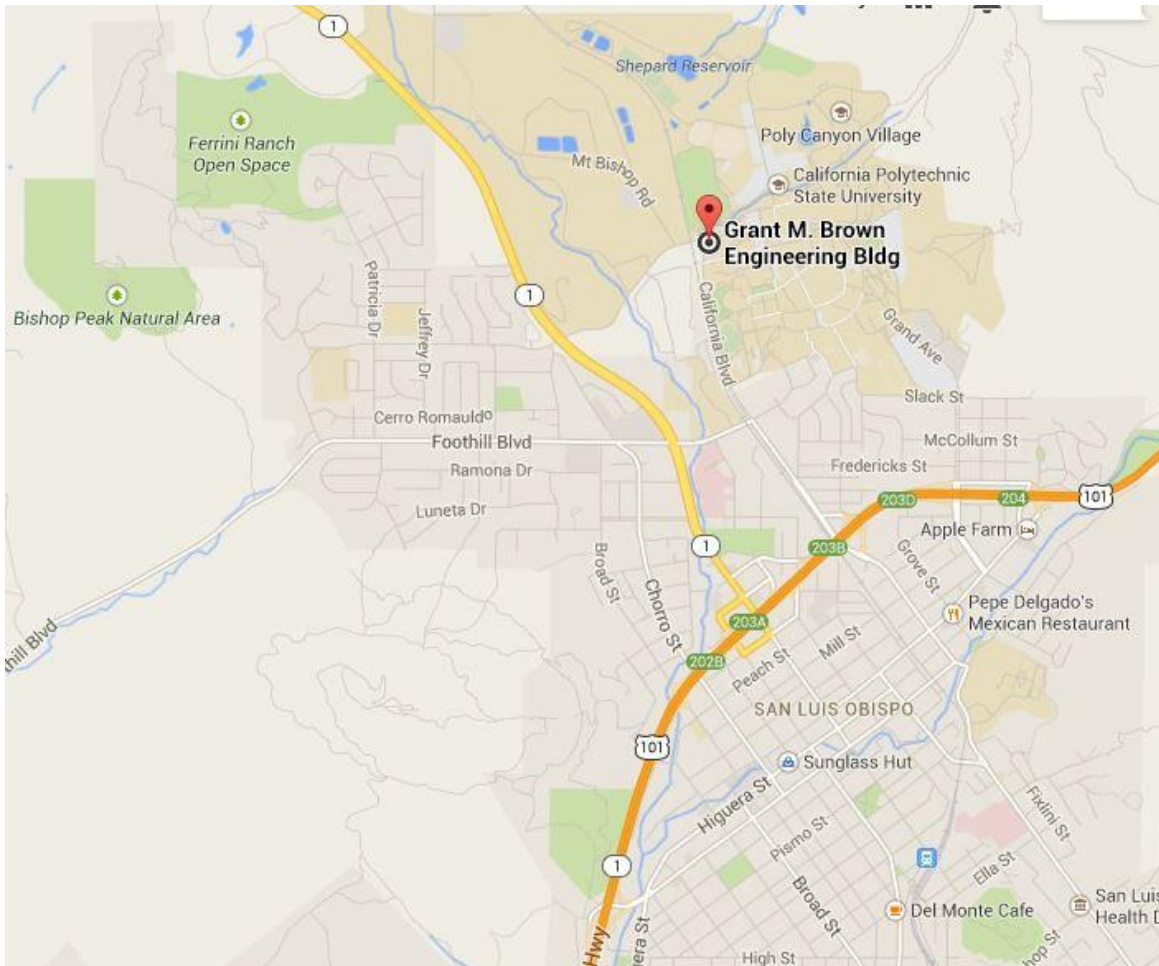 1
Shepard Reservoir
Ferrini Ranch
Open Space
Poly Canyon Village
Mt Bishop Rd
California Polytechnic
State University
Grant M. Brown
Engineering Bldg
Patricia Dr
1
Bishop Peak Natural Area
Jeffrey Dr
California Blvd
Grand Ave
Slack St
Cerro Romauldo
Foothill Blvd
McCollum St
Ramona Dr
Fredericks St
203D
204
101
Luneta Dr
Apple Farm
1
203B
Broad St
Chorro St
Grove St
Pepe Delgado's
Mexican Restaurant
203A
Mill St
thill Blvd
202B
Peach St
SAN LUIS OBISPO
101
Sunglass Hut
Higuera St
Fixlini St
Pismo St
1
Ella St
Broad St
Del Monte Cafe
San Luis
Health D
Hwy
uera St
hop St
High St